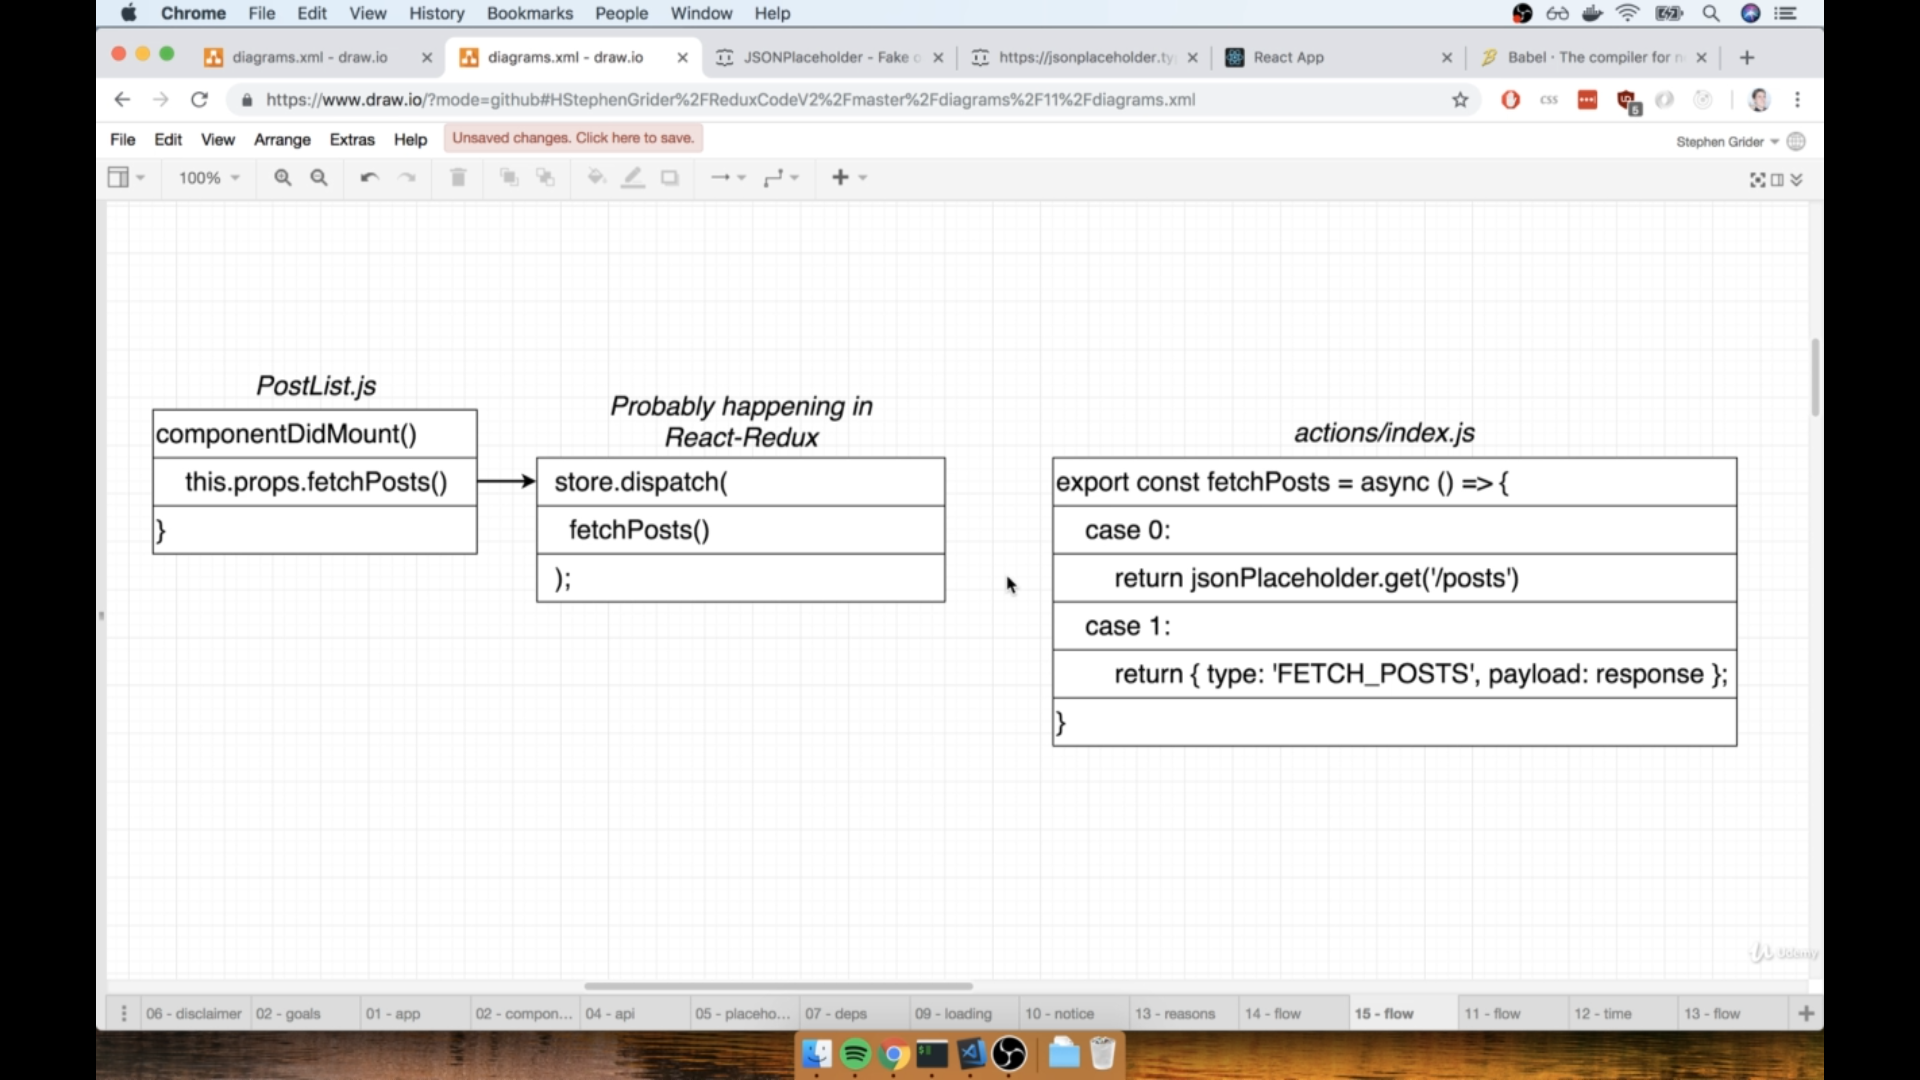 Chrome File Edit View History Bookmarks People Window Help
diagrams.xml - draw.io
diagrams.xml - draw.io
JSONPlaceholder - Fake o
https://jsonplaceholder.ty
React App
Babel · The compiler for n
https://www.draw.io/?mode=github#HStephenGrider%2FReduxCodeV2%2Fmaster%2Fdiagrams%2F11%2Fdiagrams.xml
CSS
6
File Edit View Arrange Extras Help Unsaved changes. Click here to save.
Stephen Grider
100%
PostList.js
componentDidMount()
this.props.fetchPosts()
}
Probably happening in
React-Redux
store.dispatch(
fetchPosts()
);
actions/index.js
export const fetchPosts = async () => {
case 0:
return jsonPlaceholder.get('/posts')
case 1:
return { type: 'FETCH_POSTS', payload: response };
}
Udemy
06 - disclaimer 02 - goals 01 - app 02 - compon... 04 - api 05 - placeho... 07 - deps 09 - loading 10 - notice 13 - reasons 14 - flow 15 - flow 11 - flow 12 - time 13 - flow